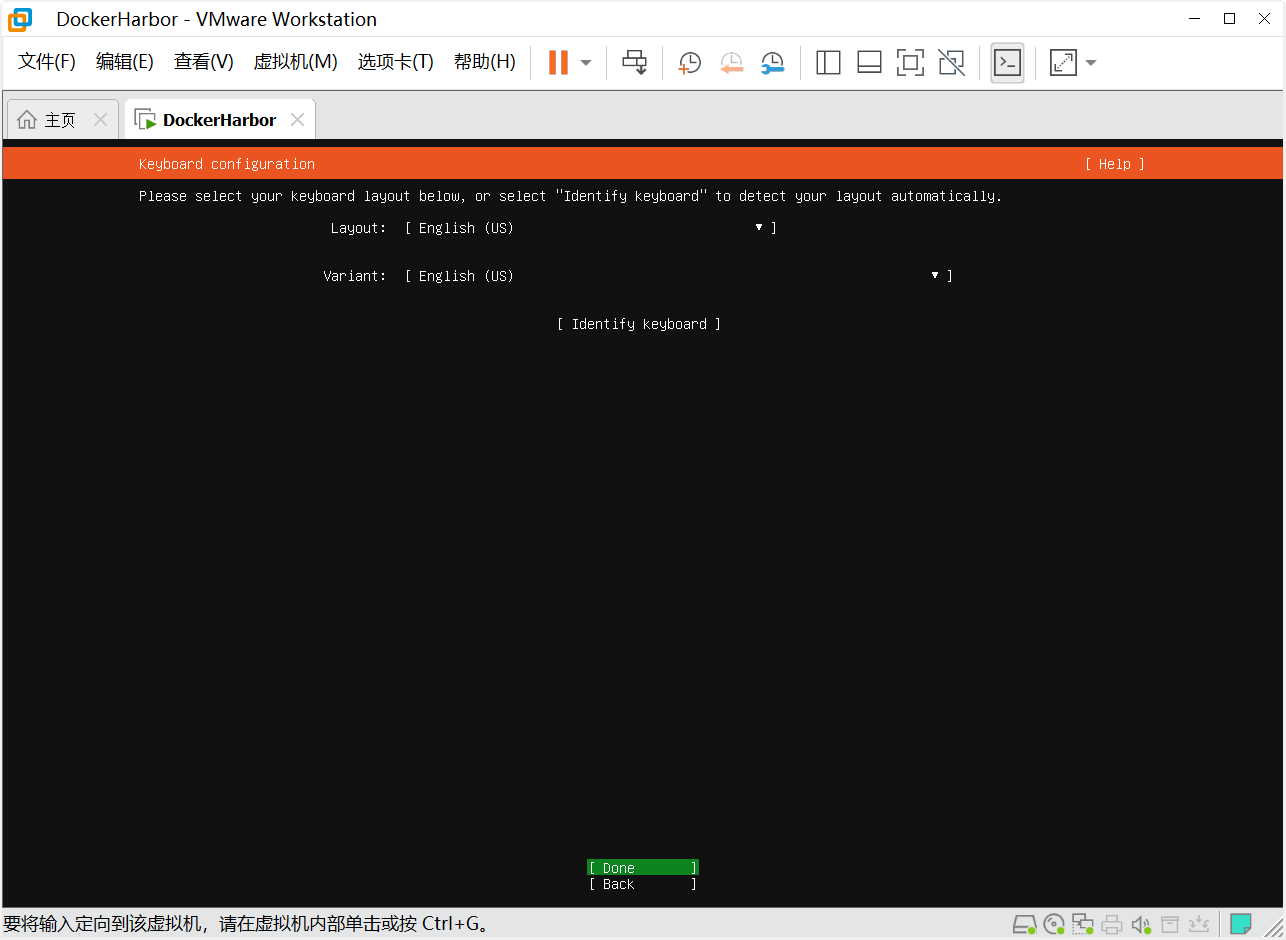 DockerHarbor - VMware Workstation
文件(F) 编辑(E) 查看(V) 虚拟机(M) 选项卡(T) 帮助(H)
主页 DockerHarbor
Keyboard configuration [ Help ]
Please select your keyboard layout below, or select "Identify keyboard" to detect your layout automatically.
Layout: [ English (US) ▾ ]
Variant: [ English (US) ▾ ]
[ Identify keyboard ]
[ Done ]
[ Back ]
要将输入定向到该虚拟机，请在虚拟机内部单击或按 Ctrl+G。